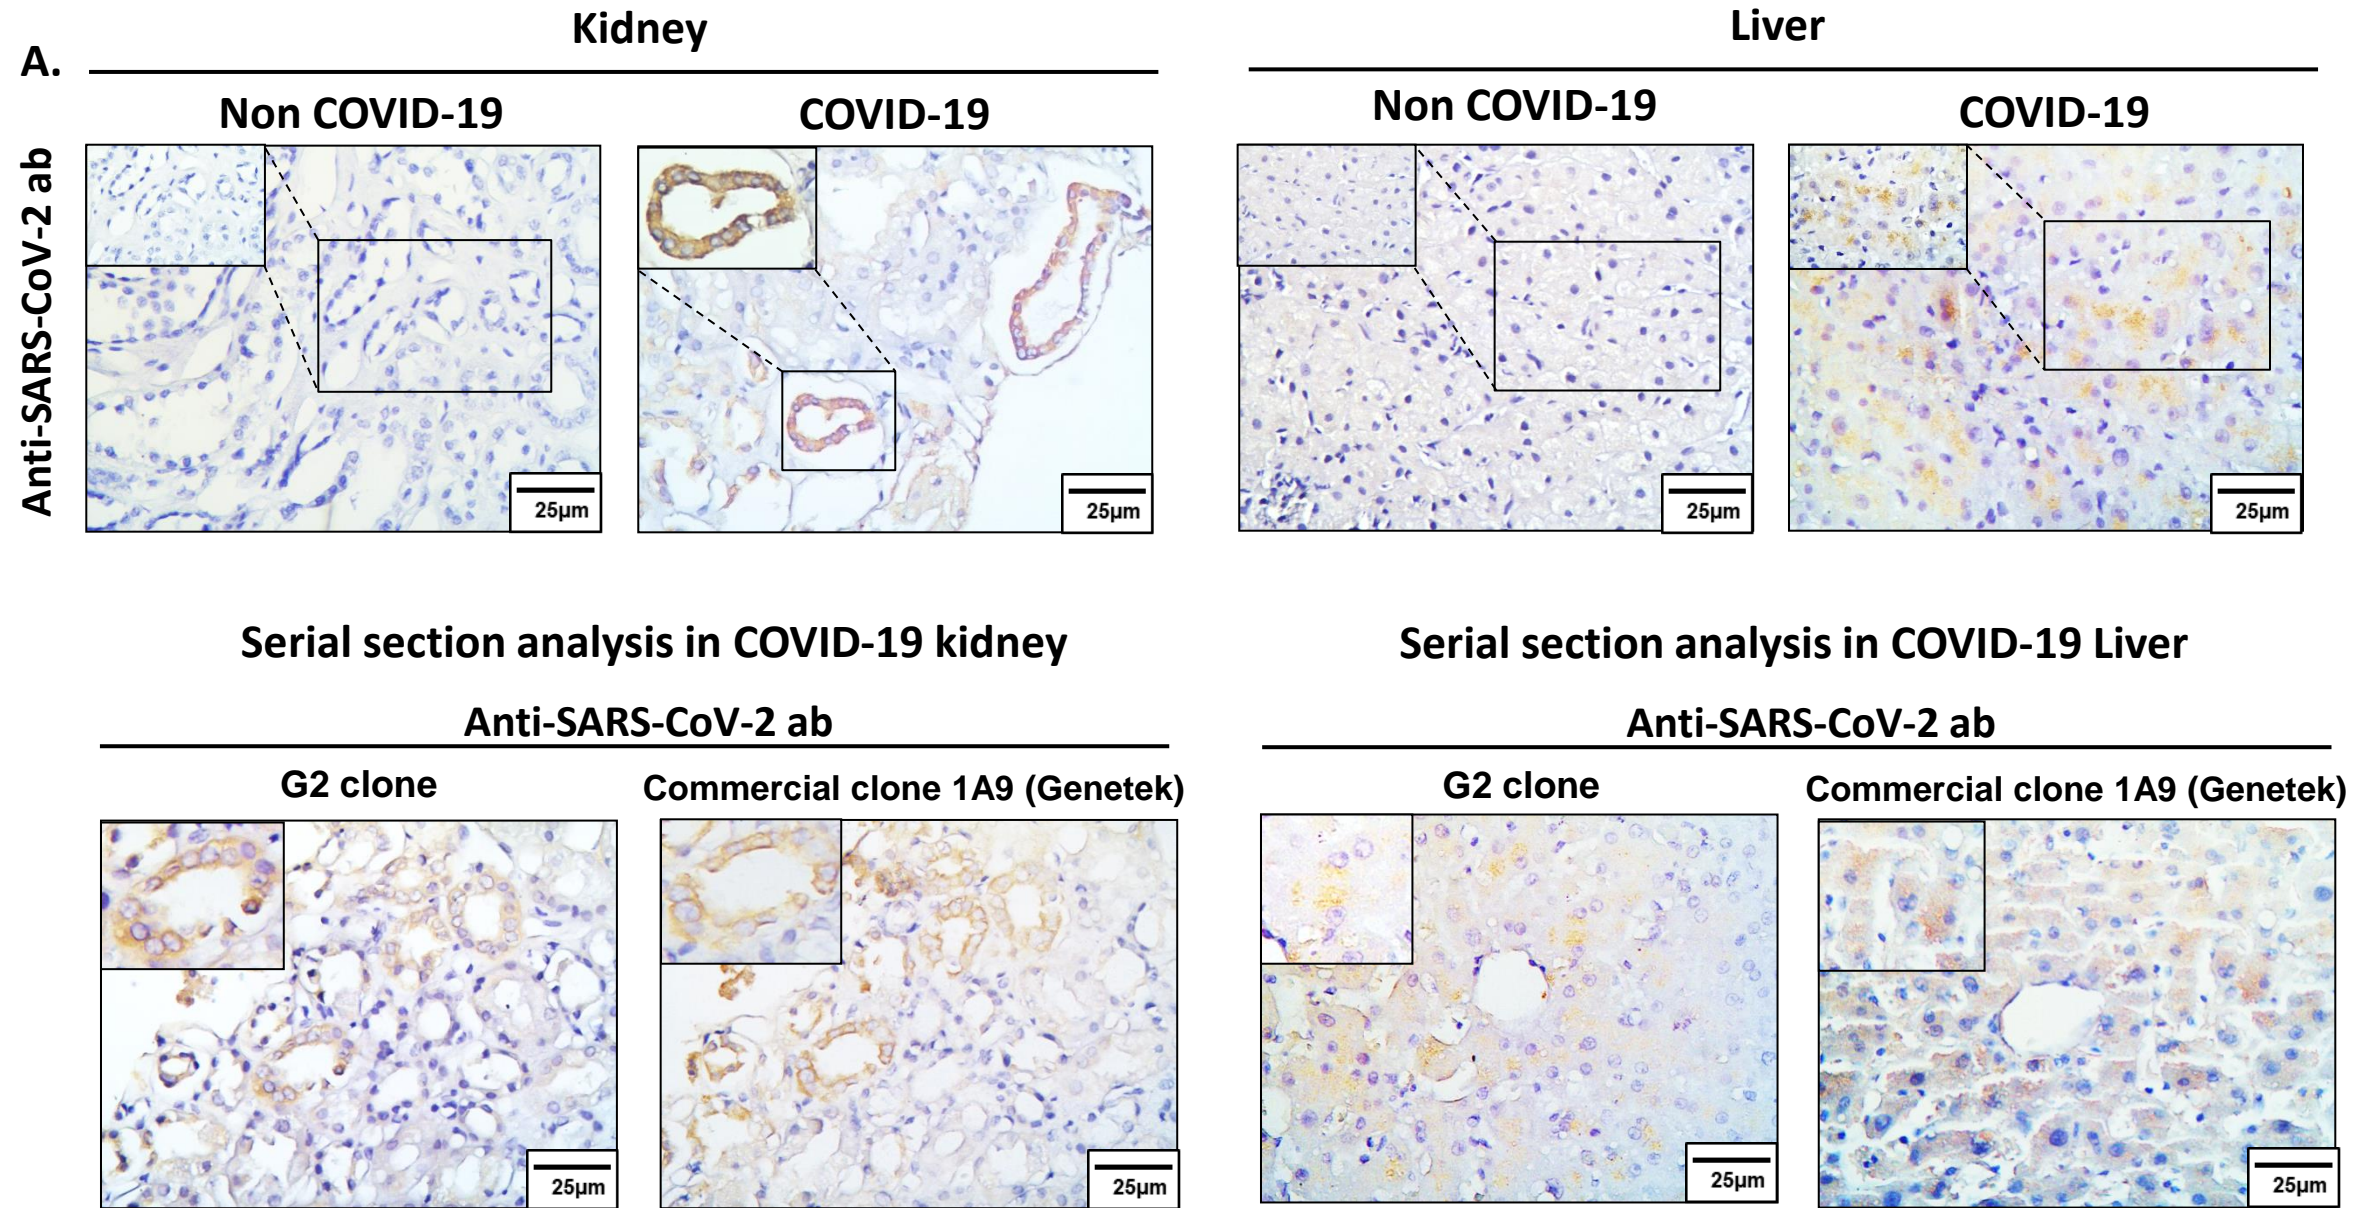 Kidney
Liver
A.
Non COVID-19
COVID-19
Non COVID-19
COVID-19
Anti-SARS-CoV-2 ab
25µm
25µm
25µm
25µm
Serial section analysis in COVID-19 kidney
Serial section analysis in COVID-19 Liver
Anti-SARS-CoV-2 ab
Anti-SARS-CoV-2 ab
G2 clone
Commercial clone 1A9 (Genetek)
G2 clone
Commercial clone 1A9 (Genetek)
25µm
25µm
25µm
25µm